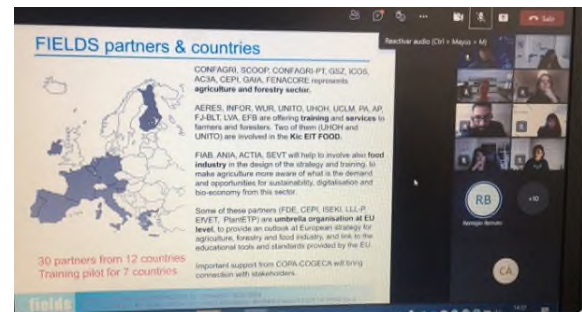 Salir
FIELDS partners & countries
Reactivar audio (Ctrl + Mayús + M)
CONFAGRI, SCOOP, CONFAGRI-PT, GSZ, ICOS,
AC3A, CEPI, GAIA, FENACORE represents
agriculture and forestry sector.
AERES, INFOR, WUR, UNITO, UHOH, UCLM, PA, AP,
FJ-BLT, LVA, EFB are offering training and services to
farmers and foresters. Two of them (UHOH and
UNITO) are involved in the Kic EIT FOOD.
FIAB, ANIA, ACTIA, SEVT will help to involve also food
industry in the design of the strategy and training, to
make agriculture more aware of what is the demand
and opportunities for sustainability, digitalisation and
bio-economy from this sector.
Some of these partners (FDE, CEPI, ISEKI, LLL-P,
EfVET, PlantETP) are umbrella organisation at EU
level, to provide an outlook at European strategy for
agriculture, forestry and food industry, and link to the
educational tools and standards provided by the EU.
Important support from COPA-COGECA will bring
connection with stakeholders.
30 partners from 12 countries
Training pilot for 7 countries
fields
RB
Remigio Berruto
+10
CA